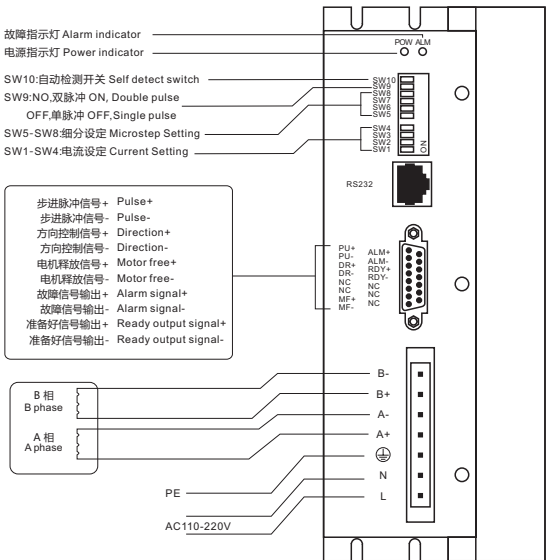 故障指示灯 Alarm indicator
电源指示灯 Power indicator
POW ALM
SW10:自动检测开关 Self detect switch
SW9:NO,双脉冲 ON, Double pulse
OFF,单脉冲 OFF,Single pulse
SW5-SW8:细分设定 Microstep Setting
SW1-SW4:电流设定 Current Setting
SW10
SW9
SW8
SW7
SW6
SW5
SW4
SW3
SW2
SW1
ON
RS232
步进脉冲信号+ Pulse+
步进脉冲信号- Pulse-
方向控制信号+ Direction+
方向控制信号- Direction-
电机释放信号+ Motor free+
电机释放信号- Motor free-
故障信号输出+ Alarm signal+
故障信号输出- Alarm signal-
准备好信号输出+ Ready output signal+
准备好信号输出- Ready output signal-
PU+
PU-
DR+
DR-
NC
NC
MF+
MF-
ALM+
ALM-
RDY+
RDY-
NC
NC
NC
B 相
B phase
A 相
A phase
B-
B+
A-
A+
N
L
PE
AC110-220V